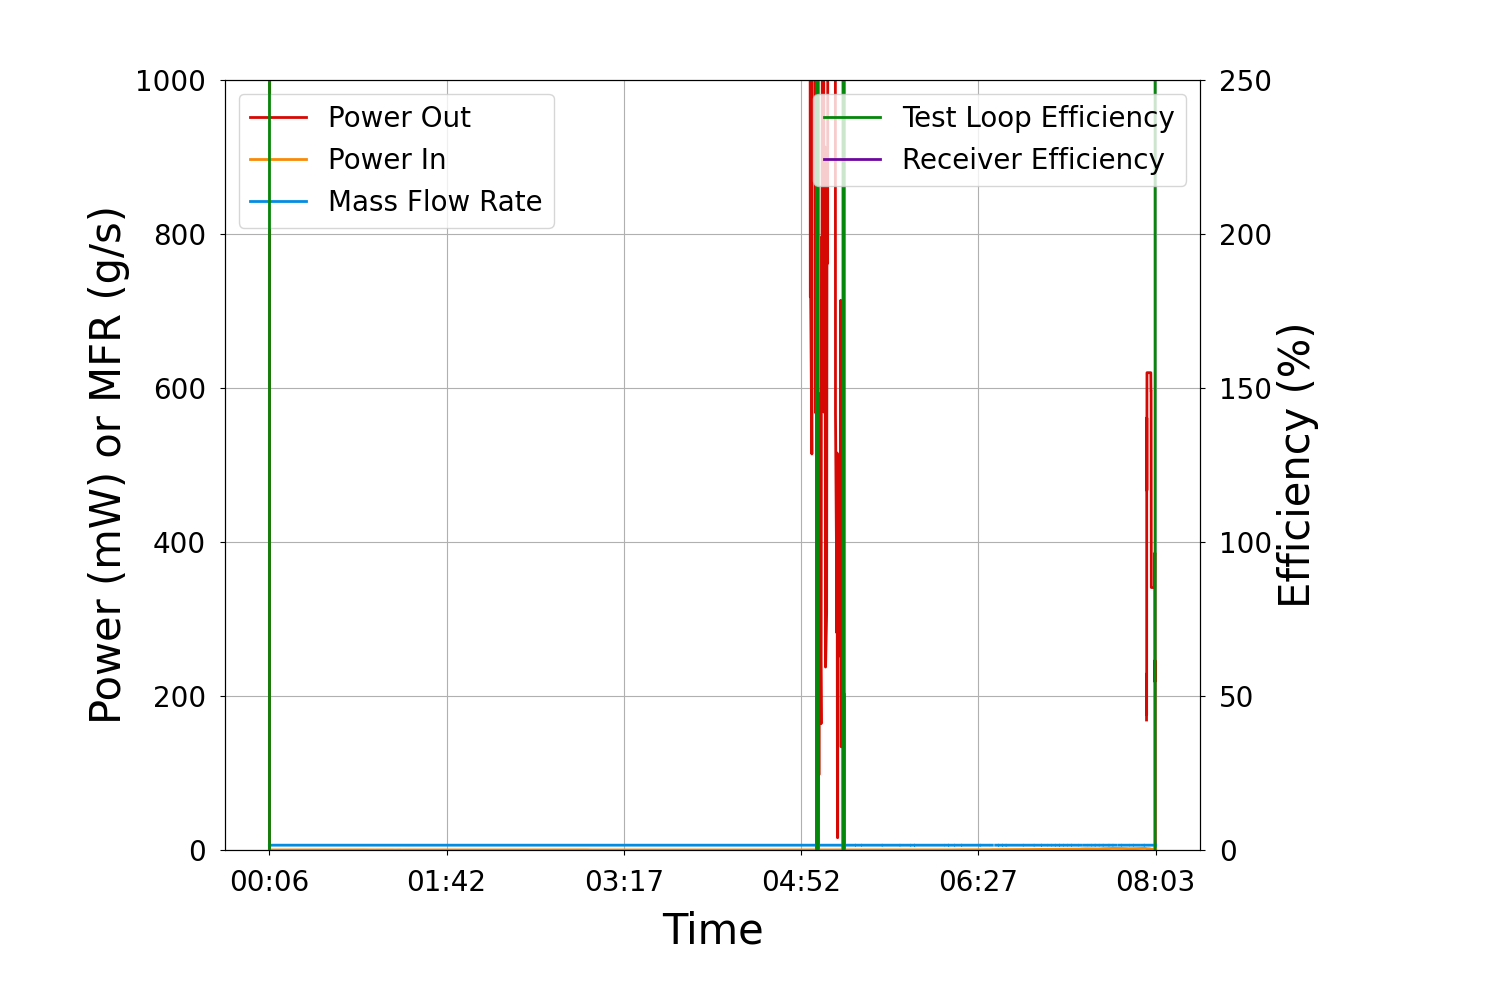 1000
800
600
400
200
0
Power (mW) or MFR (g/s)
Power Out
Power In
Mass Flow Rate
Test Loop Efficiency
Receiver Efficiency
250
200
150
100
50
0
Efficiency (%)
00:06 01:42 03:17 04:52 06:27 08:03
Time